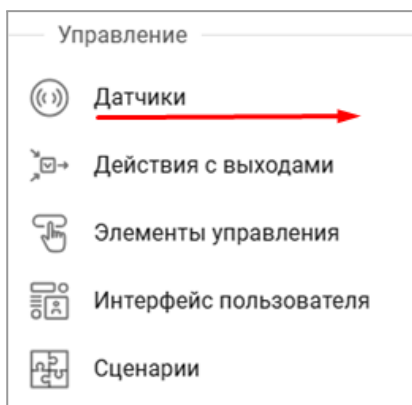 Управление
Датчики
Действия с выходами
Элементы управления
Интерфейс пользователя
Сценарии